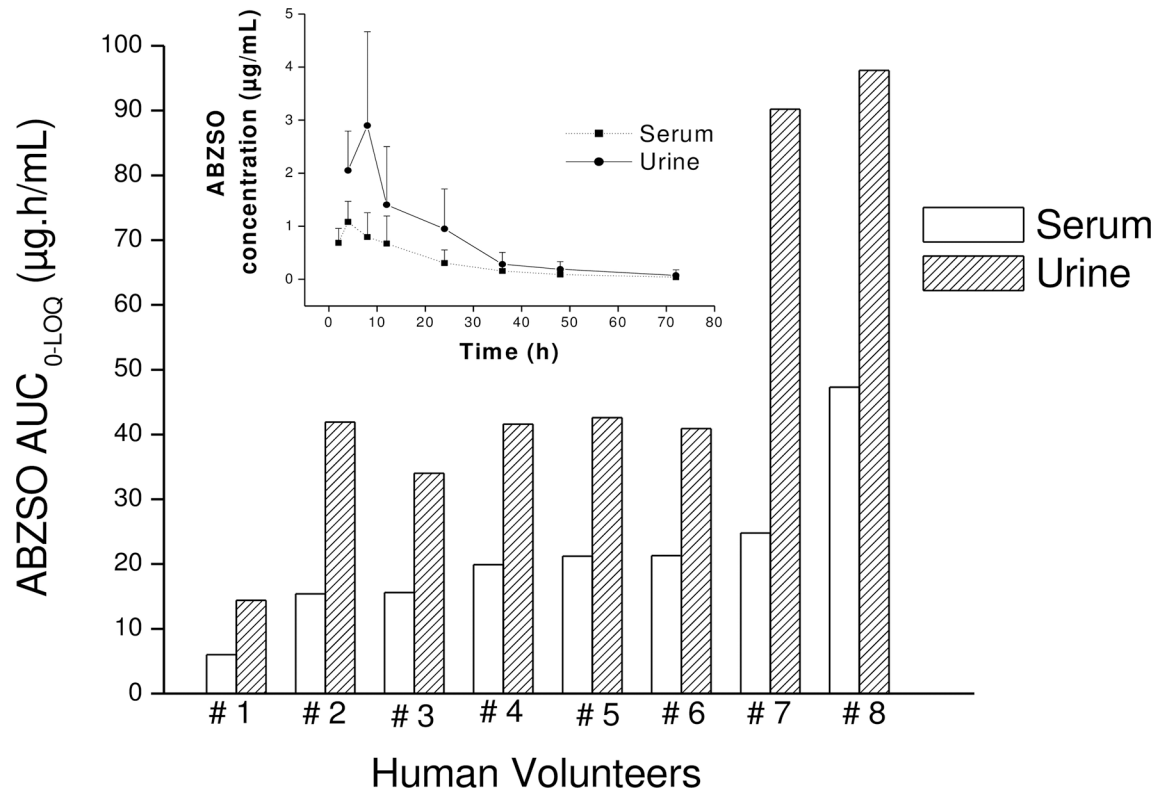 ABZSO AUC0-LOQ (µg.h/mL)
100
90
80
70
60
50
40
30
20
10
0
ABZSO
concentration (µg/mL)
5
4
3
2
1
0
Serum
Urine
0 10 20 30 40 50 60 70 80
Time (h)
Serum
Urine
# 1 # 2 # 3 # 4 # 5 # 6 # 7 # 8
Human Volunteers